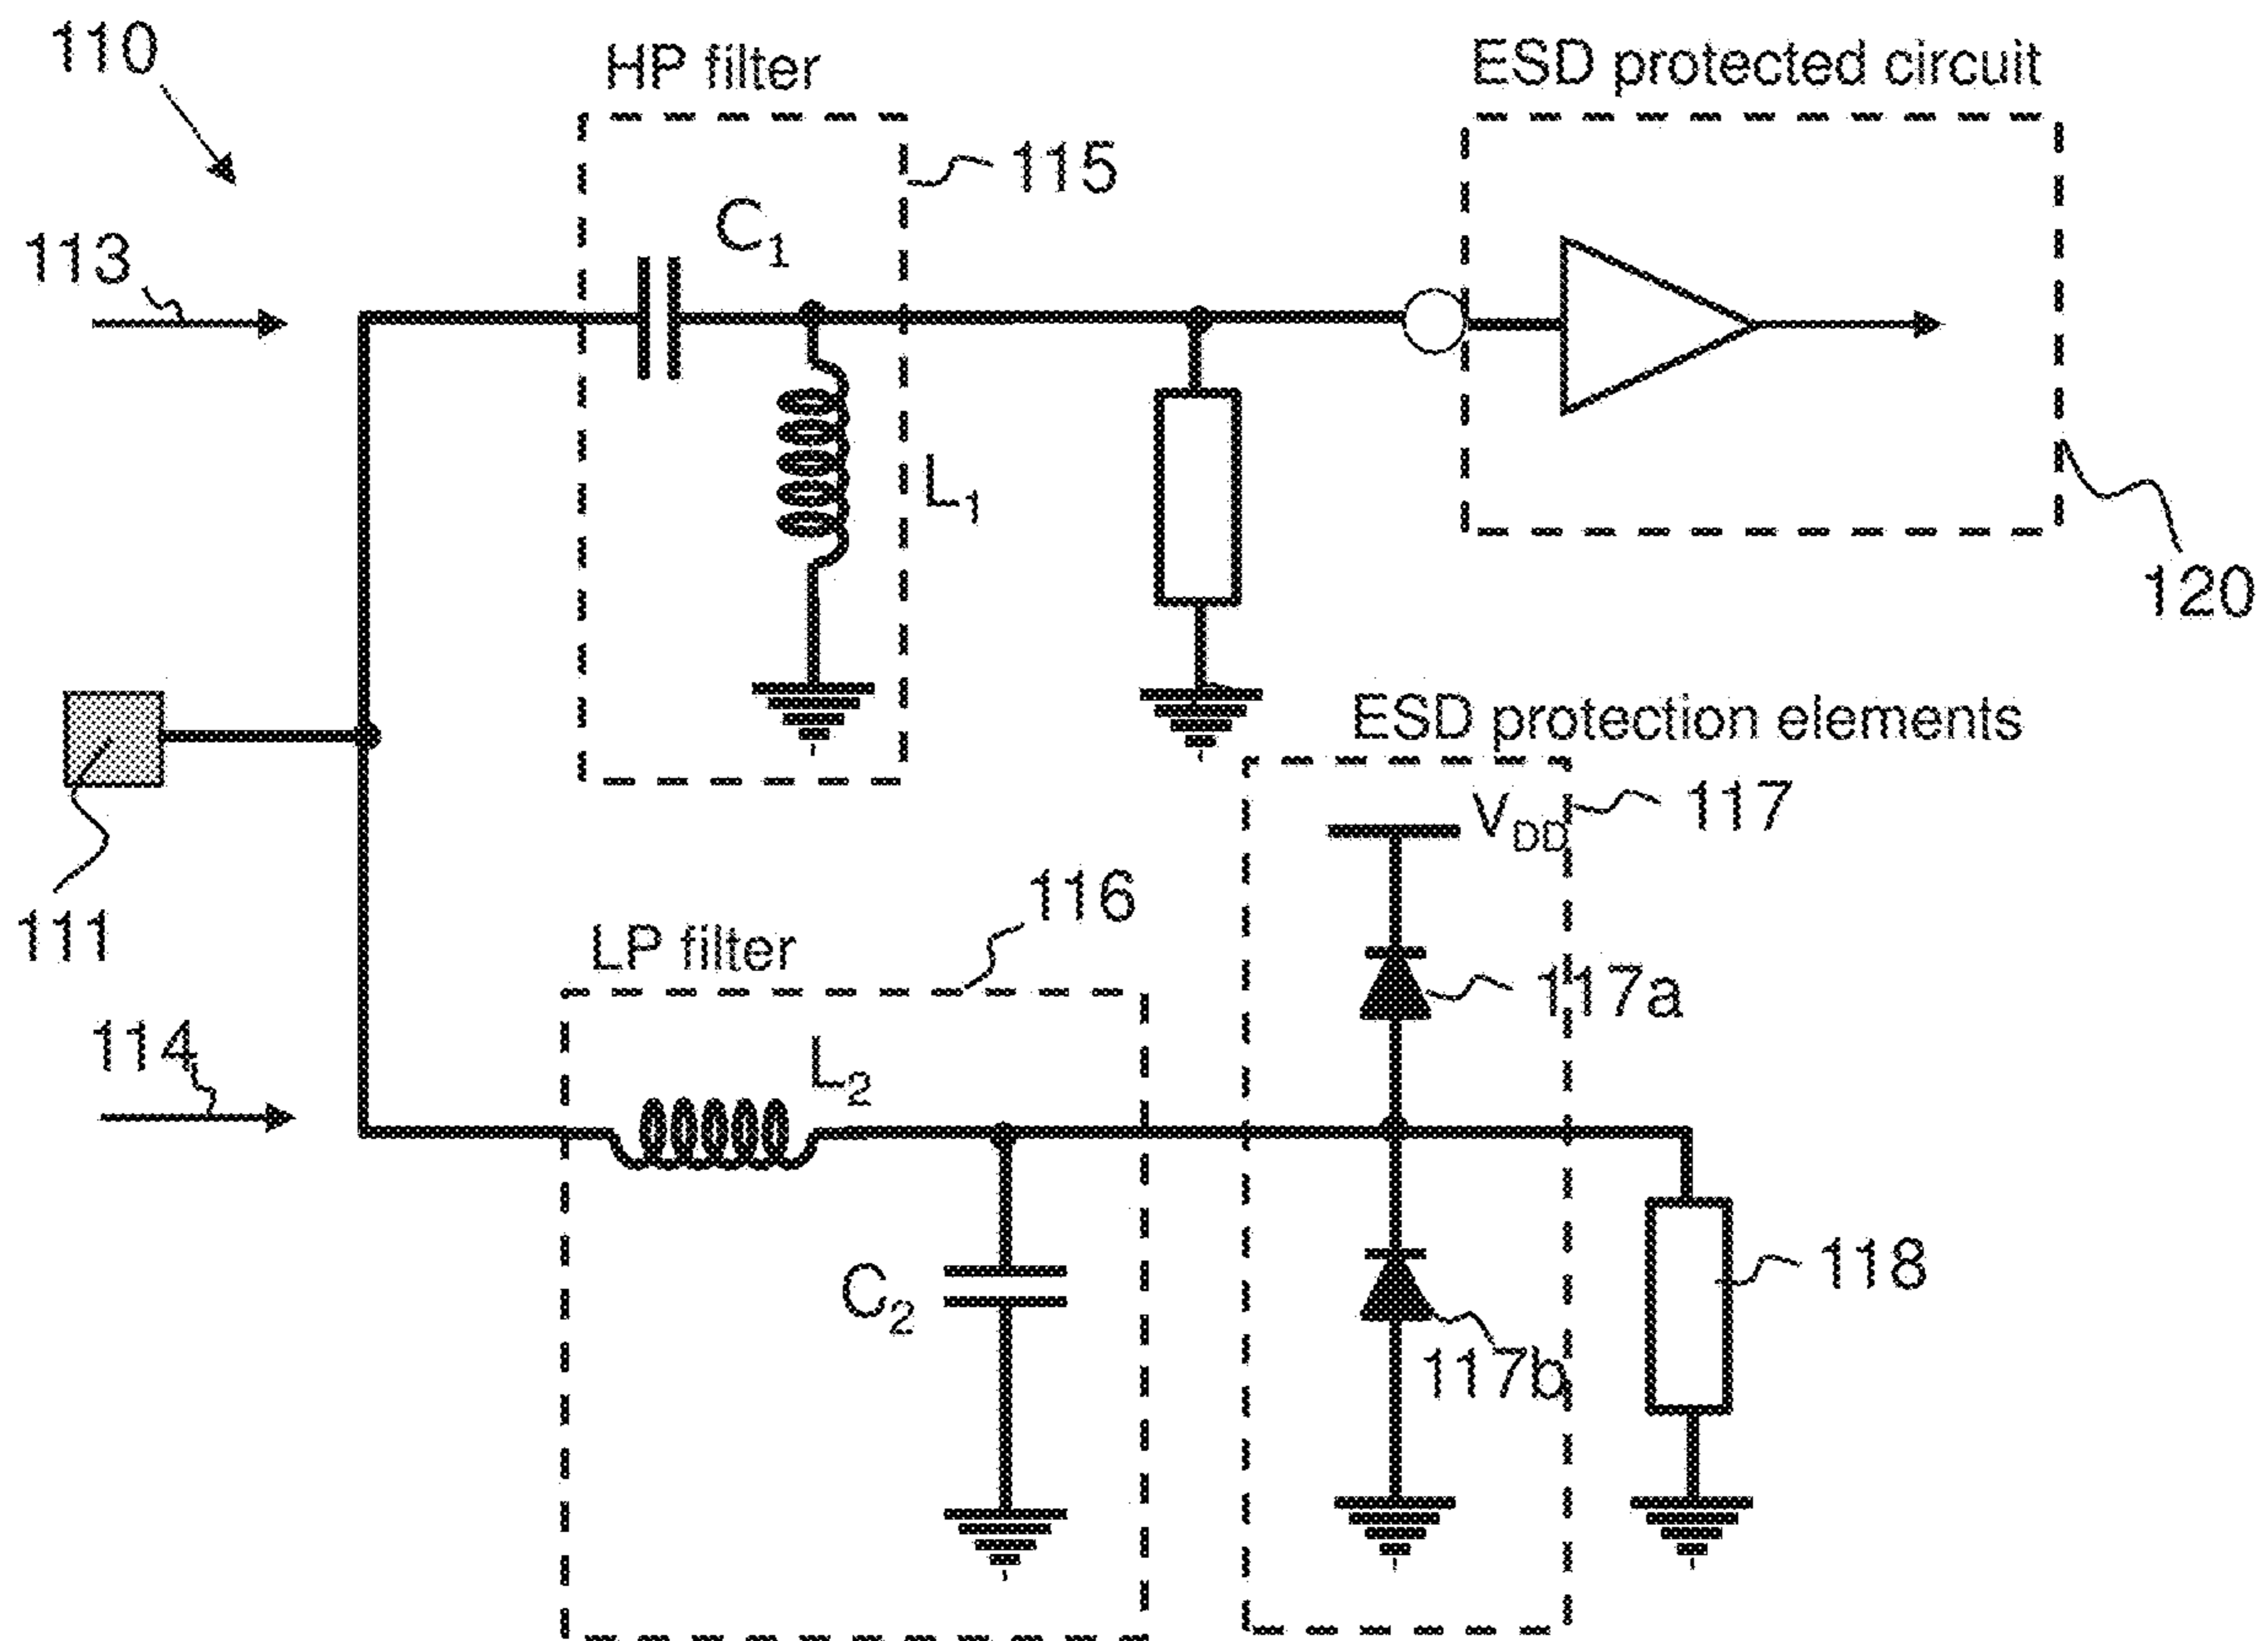 110
HP filter
ESD protected circuit
115
C1
113
L1
120
ESD protection elements
VDD
117
111
116
LP filter
117a
114
L2
118
C2
117b